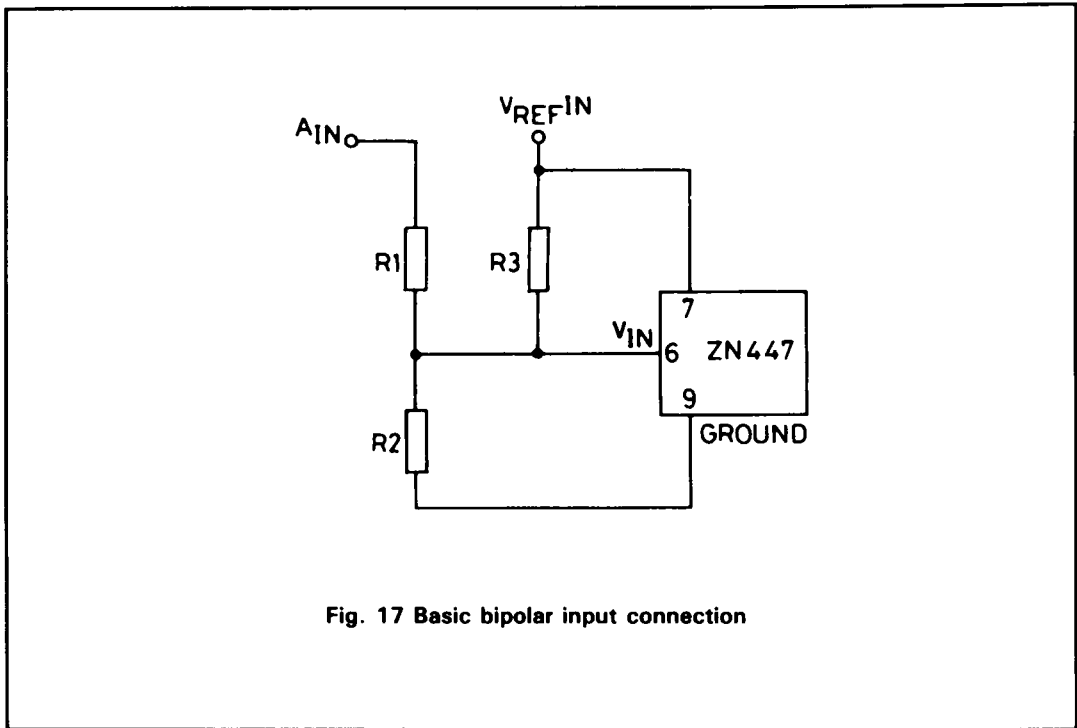 AIN
VREFIN
R1
R3
7
VIN
6
ZN447
9
R2
GROUND
Fig. 17 Basic bipolar input connection